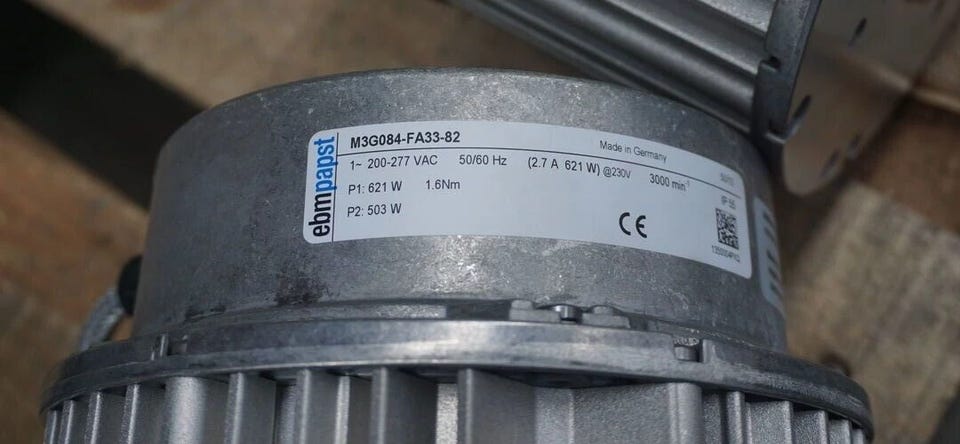 ebmpapst
M3G084-FA33-82
Made in Germany
1~ 200-277 VAC 50/60 Hz (2.7 A 621 W) @230V 3000 min⁻¹
P1: 621 W 1.6Nm
IP 55
P2: 503 W
CE